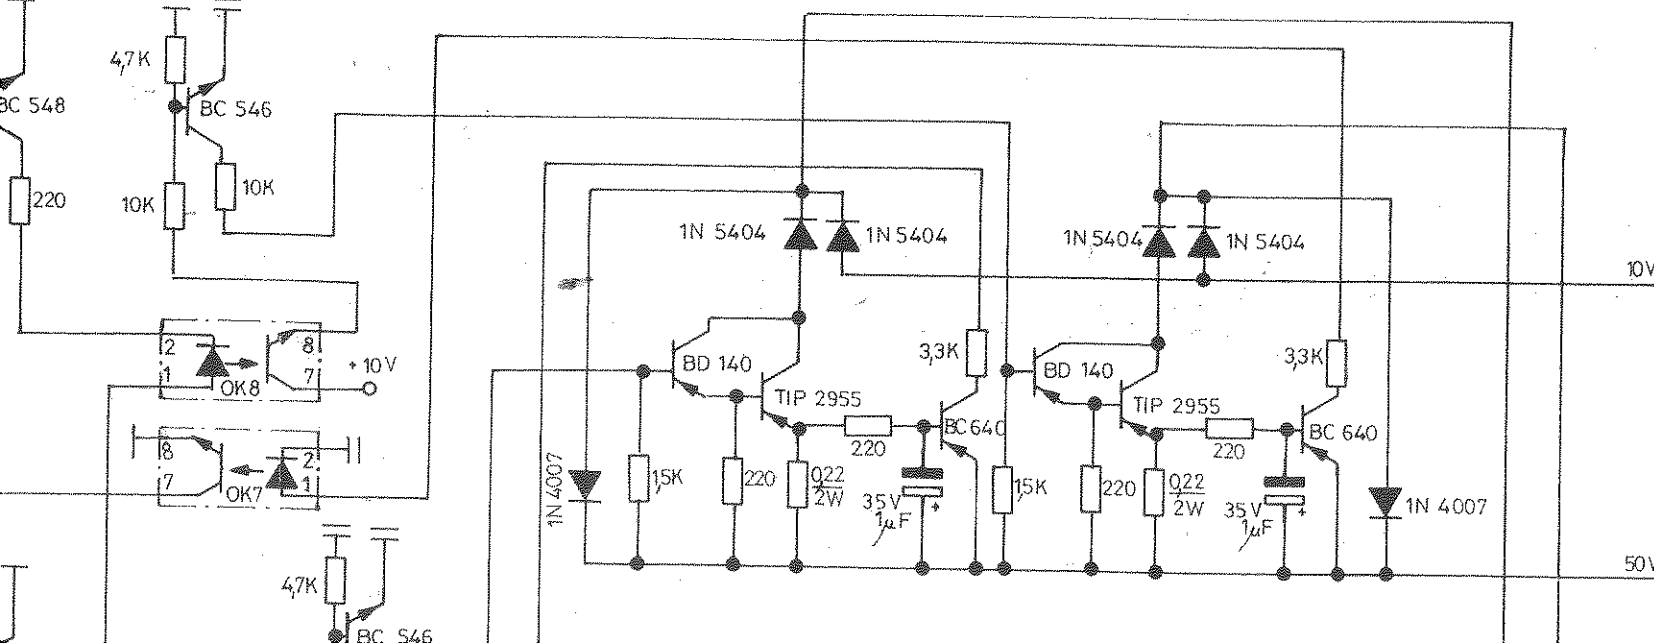 4,7K
BC 548
BC 546
220
10K
10K
1N 5404
1N 5404
1N 5404
1N 5404
10V
2
8
1
7
OK8
+ 10V
BD 140
3,3K
BD 140
3,3K
TIP 2955
TIP 2955
220
BC 640
220
BC 640
8
2
7
1
OK7
1N 4007
1,5K
220
0,22
2W
35V
1µF
+
1,5K
220
0,22
2W
35V
1µF
+
1N 4007
50V
4,7K
BC 546